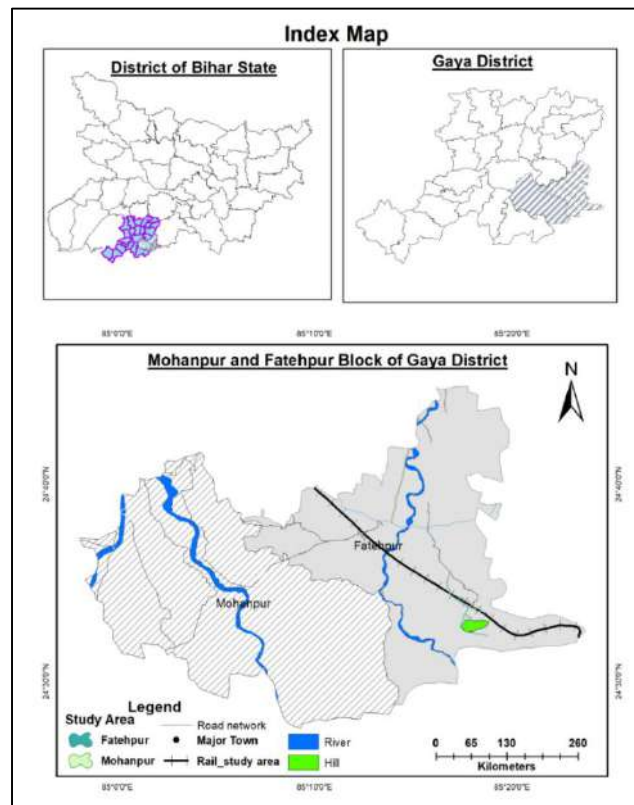 Index Map
District of Bihar State
Gaya District
85°0'0"E 85°10'0"E 85°20'0"E
Mohanpur and Fatehpur Block of Gaya District
N
24°40'0"N 24°40'0"N
Fatehpur
Mohanpur
24°30'0"N 24°30'0"N
Legend
Study Area
Road network
River
Fatehpur
Major Town
Mohanpur
Rail_study area
Hill
0 65 130 260
Kilometers
85°0'0"E 85°10'0"E 85°20'0"E